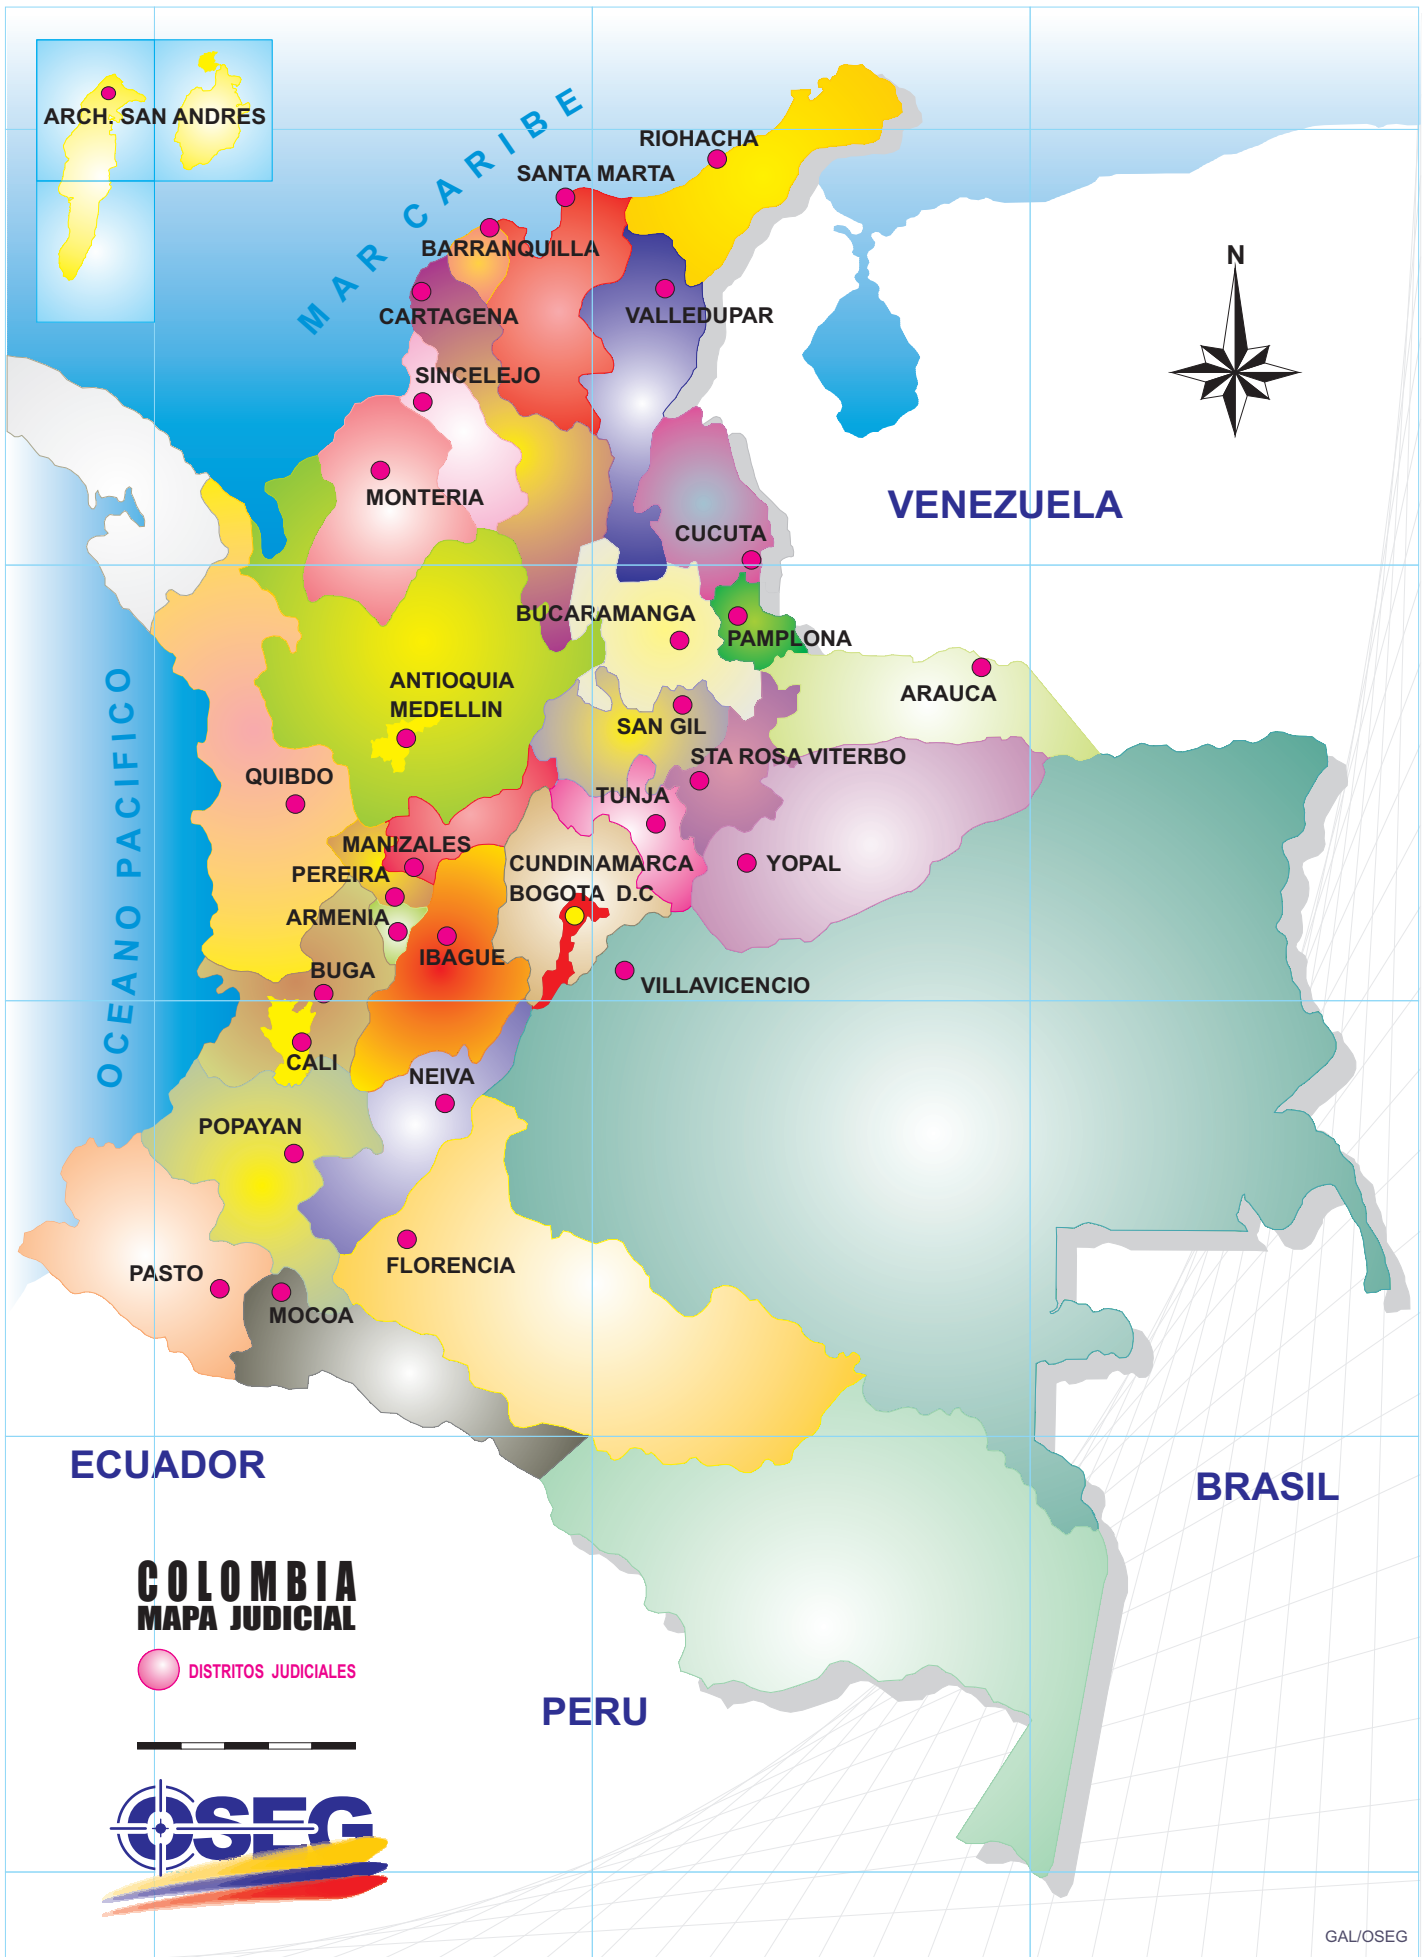 ARCH. SAN ANDRES
MAR CARIBE
RIOHACHA
SANTA MARTA
BARRANQUILLA
N
CARTAGENA
VALLEDUPAR
SINCELEJO
MONTERIA
VENEZUELA
CUCUTA
BUCARAMANGA
PAMPLONA
ANTIOQUIA
MEDELLIN
ARAUCA
SAN GIL
OCEANO PACIFICO
QUIBDO
STA ROSA VITERBO
TUNJA
MANIZALES
CUNDINAMARCA
YOPAL
PEREIRA
BOGOTA D.C
ARMENIA
IBAGUE
BUGA
VILLAVICENCIO
CALI
NEIVA
POPAYAN
FLORENCIA
PASTO
MOCOA
ECUADOR
BRASIL
COLOMBIA
MAPA JUDICIAL
DISTRITOS JUDICIALES
PERU
OSEG
GAL/OSEG